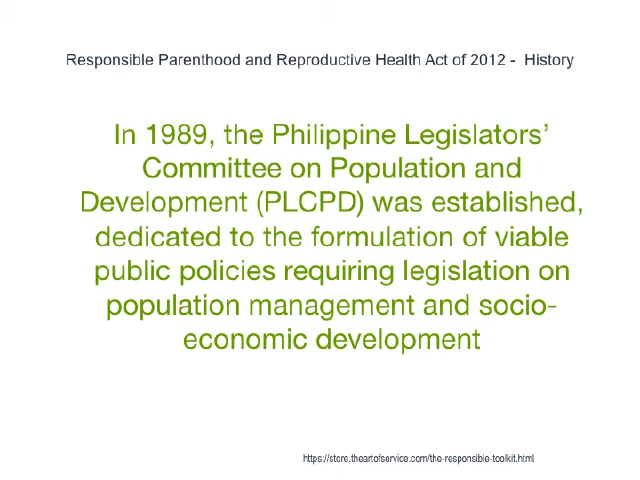 Responsible Parenthood and Reproductive Health Act of 2012 - History
In 1989, the Philippine Legislators’
Committee on Population and
Development (PLCPD) was established,
dedicated to the formulation of viable
public policies requiring legislation on
population management and socio-
economic development
https://store.theartofservice.com/the-responsible-toolkit.html